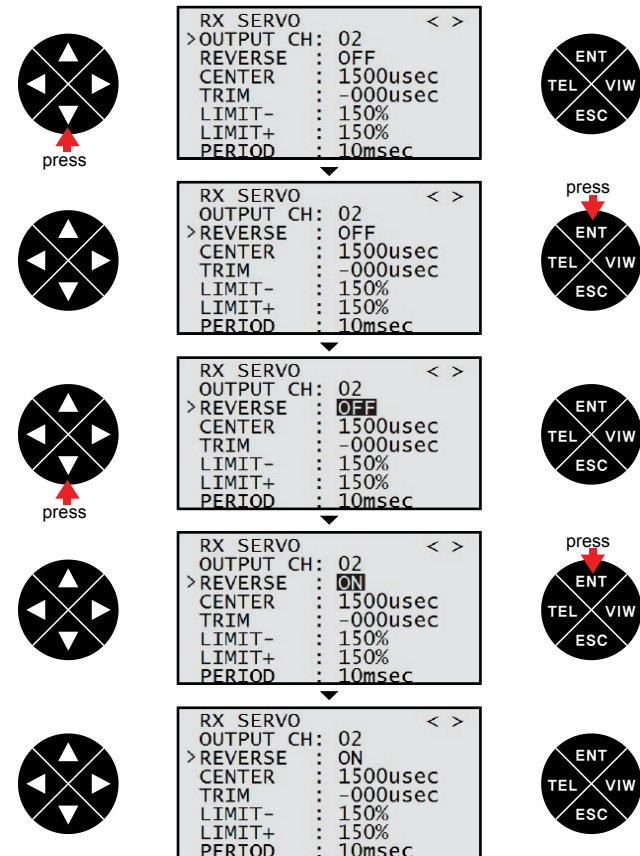 RX SERVO < >
>OUTPUT CH: 02
REVERSE : OFF
CENTER : 1500usec
TRIM : -000usec
LIMIT- : 150%
LIMIT+ : 150%
PERIOD : 10msec
press
ENT
TEL VIW
ESC
RX SERVO < >
OUTPUT CH: 02
>REVERSE : OFF
CENTER : 1500usec
TRIM : -000usec
LIMIT- : 150%
LIMIT+ : 150%
PERIOD : 10msec
press
ENT
TEL VIW
ESC
RX SERVO < >
OUTPUT CH: 02
>REVERSE : OFF
CENTER : 1500usec
TRIM : -000usec
LIMIT- : 150%
LIMIT+ : 150%
PERIOD : 10msec
press
ENT
TEL VIW
ESC
RX SERVO < >
OUTPUT CH: 02
>REVERSE : ON
CENTER : 1500usec
TRIM : -000usec
LIMIT- : 150%
LIMIT+ : 150%
PERIOD : 10msec
press
ENT
TEL VIW
ESC
RX SERVO < >
OUTPUT CH: 02
>REVERSE : ON
CENTER : 1500usec
TRIM : -000usec
LIMIT- : 150%
LIMIT+ : 150%
PERIOD : 10msec
ENT
TEL VIW
ESC